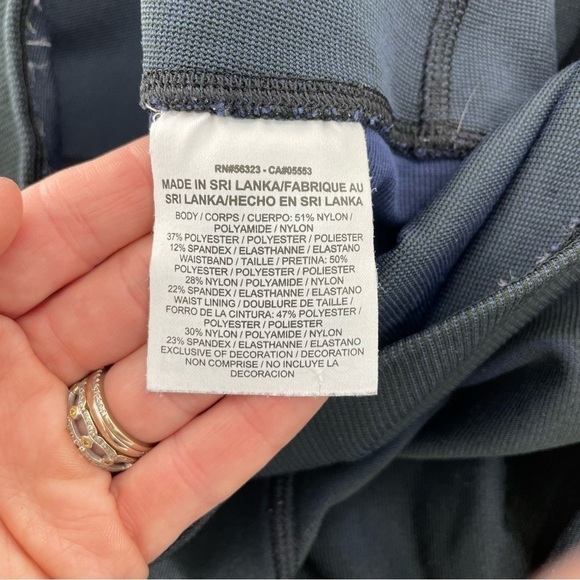 RN#56323 - CA#05553
MADE IN SRI LANKA/FABRIQUE AU
SRI LANKA/HECHO EN SRI LANKA
BODY / CORPS / CUERPO: 51% NYLON /
POLYAMIDE / NYLON
37% POLYESTER / POLYESTER / POLIESTER
12% SPANDEX / ELASTHANNE / ELASTANO
WAISTBAND / TAILLE / PRETINA: 50%
POLYESTER / POLYESTER / POLIESTER
28% NYLON / POLYAMIDE / NYLON
22% SPANDEX / ELASTHANNE / ELASTANO
WAIST LINING / DOUBLURE DE TAILLE /
FORRO DE LA CINTURA: 47% POLYESTER /
POLYESTER / POLIESTER
30% NYLON / POLYAMIDE / NYLON
23% SPANDEX / ELASTHANNE / ELASTANO
EXCLUSIVE OF DECORATION / DECORATION
NON COMPRISE / NO INCLUYE LA
DECORACION